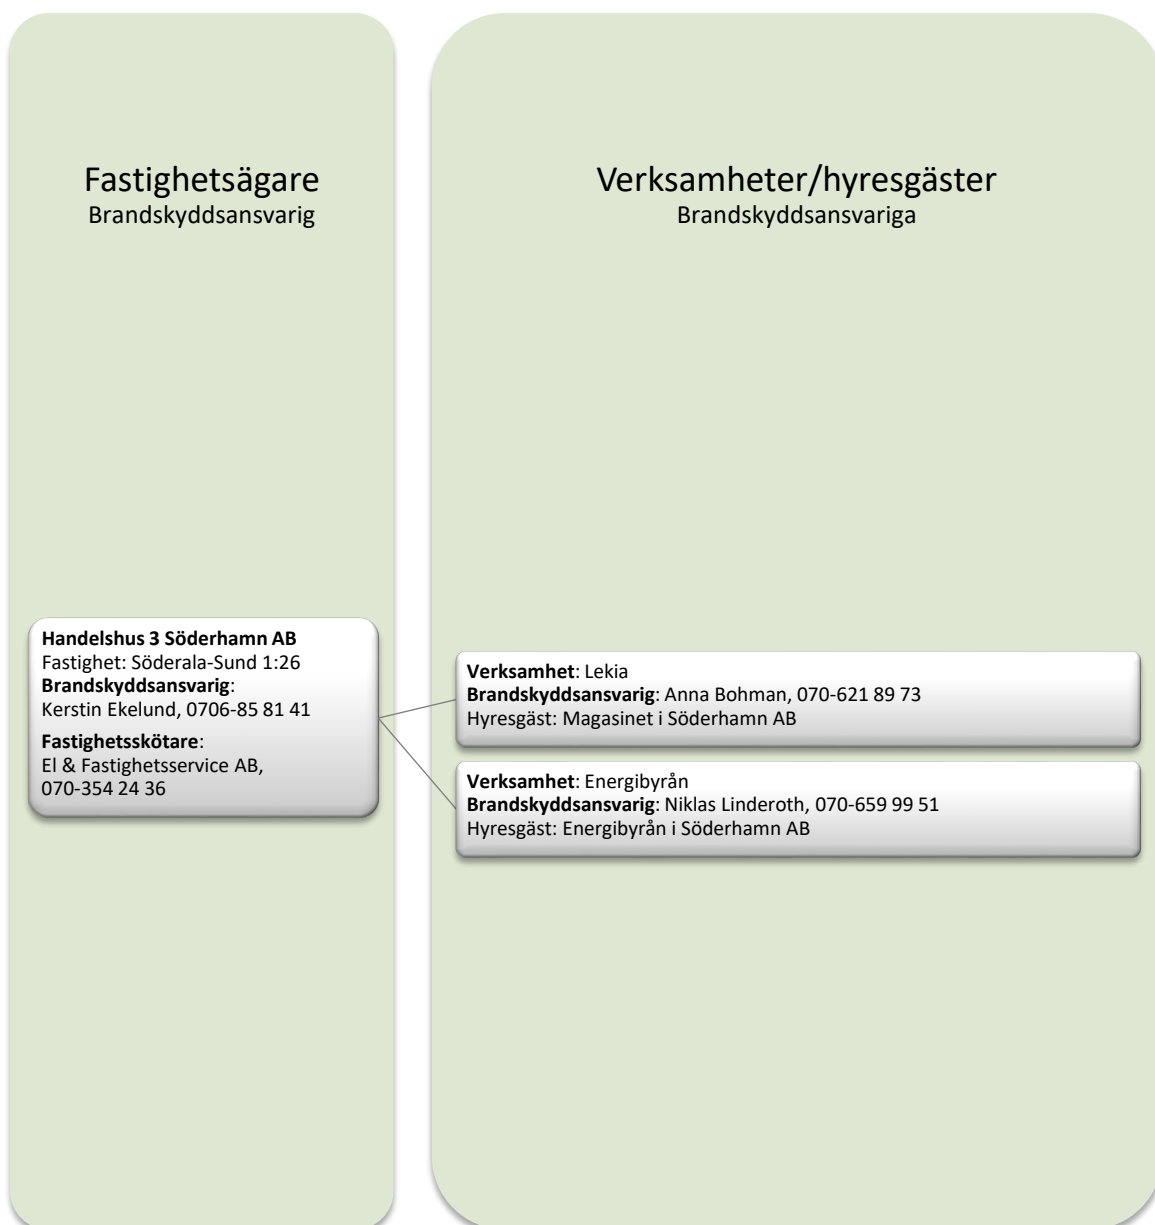 Fastighetsägare
Brandskyddsansvarig
Verksamheter/hyresgäster
Brandskyddsansvariga
Handelshus 3 Söderhamn AB
Fastighet: Söderala-Sund 1:26
Brandskyddsansvarig:
Kerstin Ekelund, 0706-85 81 41
Fastighetsskötare:
El & Fastighetsservice AB,
070-354 24 36
Verksamhet: Lekia
Brandskyddsansvarig: Anna Bohman, 070-621 89 73
Hyresgäst: Magasinet i Söderhamn AB
Verksamhet: Energibyrån
Brandskyddsansvarig: Niklas Linderoth, 070-659 99 51
Hyresgäst: Energibyrån i Söderhamn AB